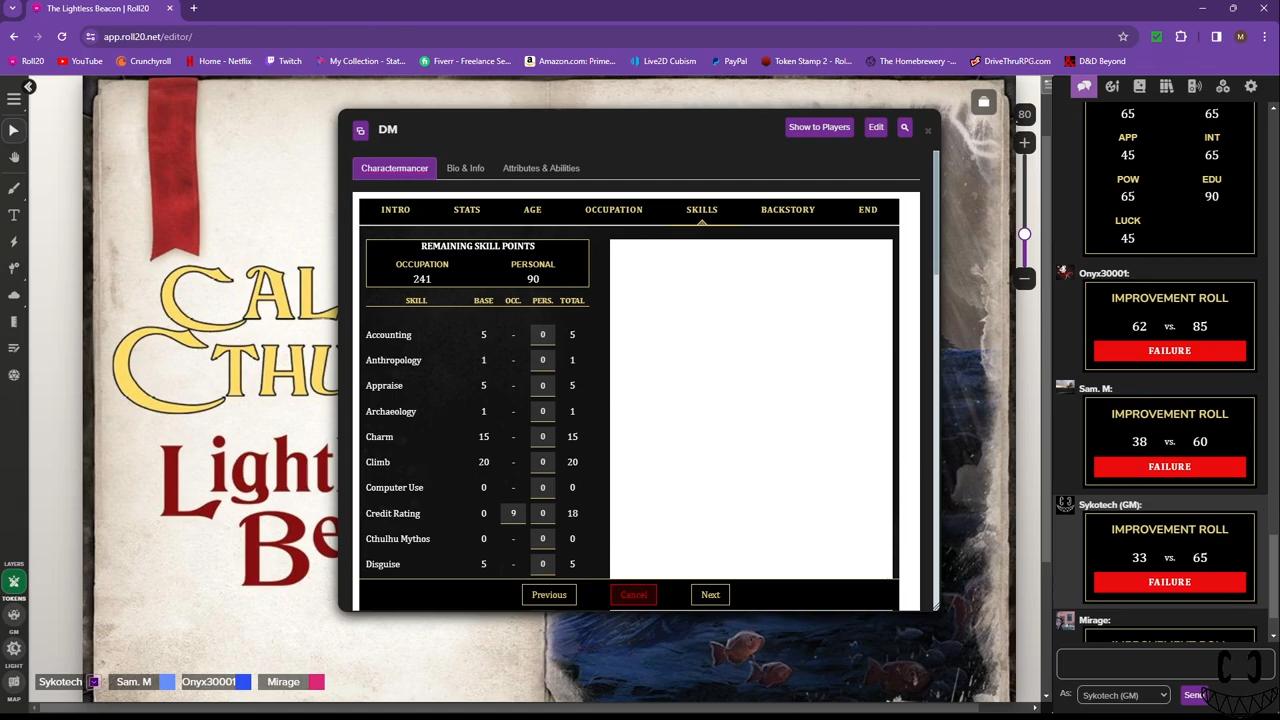 The Lightless Beacon | Roll20
app.roll20.net/editor/
Roll20
YouTube
Crunchyroll
Home - Netflix
Twitch
My Collection - Stat...
Fiverr - Freelance Se...
Amazon.com: Prime...
Live2D Cubism
PayPal
Token Stamp 2 - Rol...
The Homebrewery -...
DriveThruRPG.com
D&D Beyond
DM
Show to Players
Edit
80
Charactermancer
Bio & Info
Attributes & Abilities
INTRO
STATS
AGE
OCCUPATION
SKILLS
BACKSTORY
END
REMAINING SKILL POINTS
OCCUPATION PERSONAL
241 90
SKILL BASE OCC. PERS. TOTAL
Accounting 5 - 0 5
Anthropology 1 - 0 1
Appraise 5 - 0 5
Archaeology 1 - 0 1
Charm 15 - 0 15
Climb 20 - 0 20
Computer Use 0 - 0 0
Credit Rating 0 9 0 18
Cthulhu Mythos 0 - 0 0
Disguise 5 - 0 5
Previous
Cancel
Next
CAL
CTHU
Light
Be
LAYERS
TOKENS
GM
LIGHT
MAP
Sykotech
Sam. M
Onyx30001
Mirage
65 65
APP INT
45 65
POW EDU
65 90
LUCK
45
Onyx30001:
IMPROVEMENT ROLL
62 vs. 85
FAILURE
Sam. M:
IMPROVEMENT ROLL
38 vs. 60
FAILURE
Sykotech (GM):
IMPROVEMENT ROLL
33 vs. 65
FAILURE
Mirage:
IMPROVEMENT ROLL
As:
Sykotech (GM)
Send